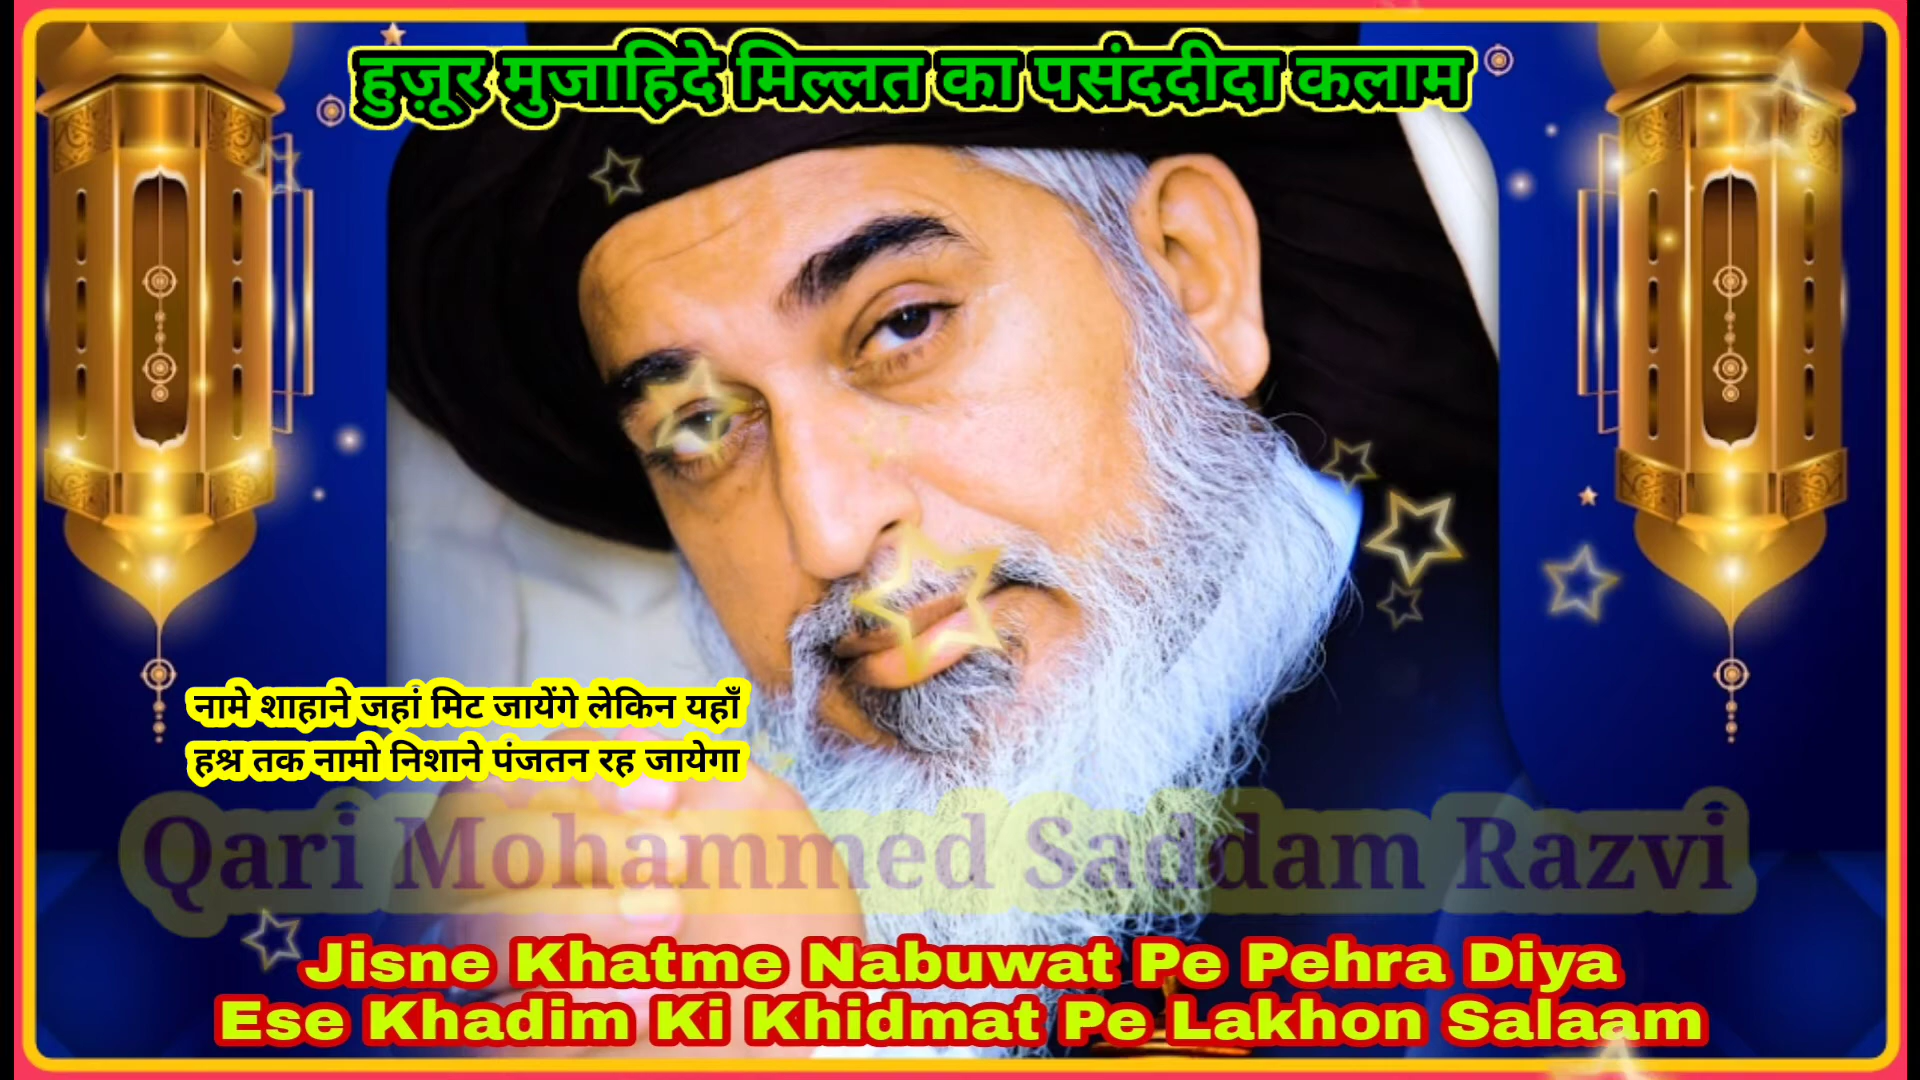 हुज़ूर मुजाहिदे मिल्लत का पसंददीदा कलाम
नामे शाहाने जहां मिट जायेंगे लेकिन यहाँ
हश्र तक नामो निशाने पंजतन रह जायेगा
Qari Mohammed Saddam Razvi
Jisne Khatme Nabuwat Pe Pehra Diya
Ese Khadim Ki Khidmat Pe Lakhon Salaam